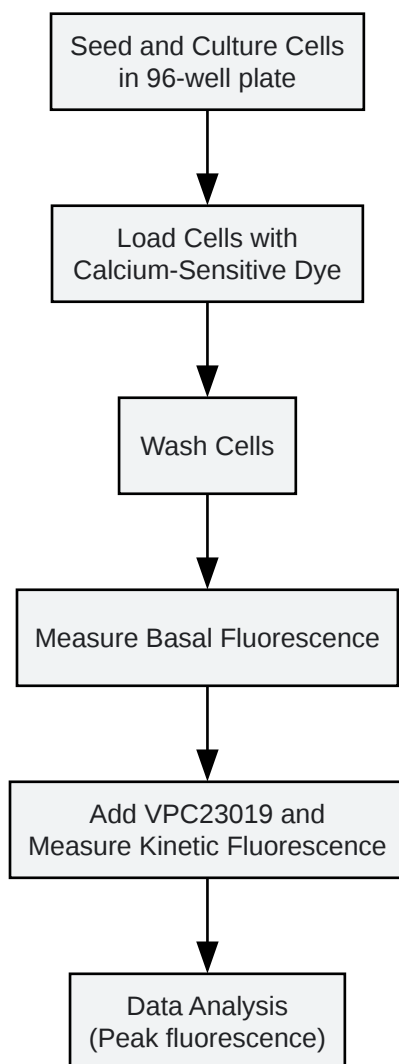 Seed and Culture Cells
in 96-well plate
Load Cells with
Calcium-Sensitive Dye
Wash Cells
Measure Basal Fluorescence
Add VPC23019 and
Measure Kinetic Fluorescence
Data Analysis
(Peak fluorescence)